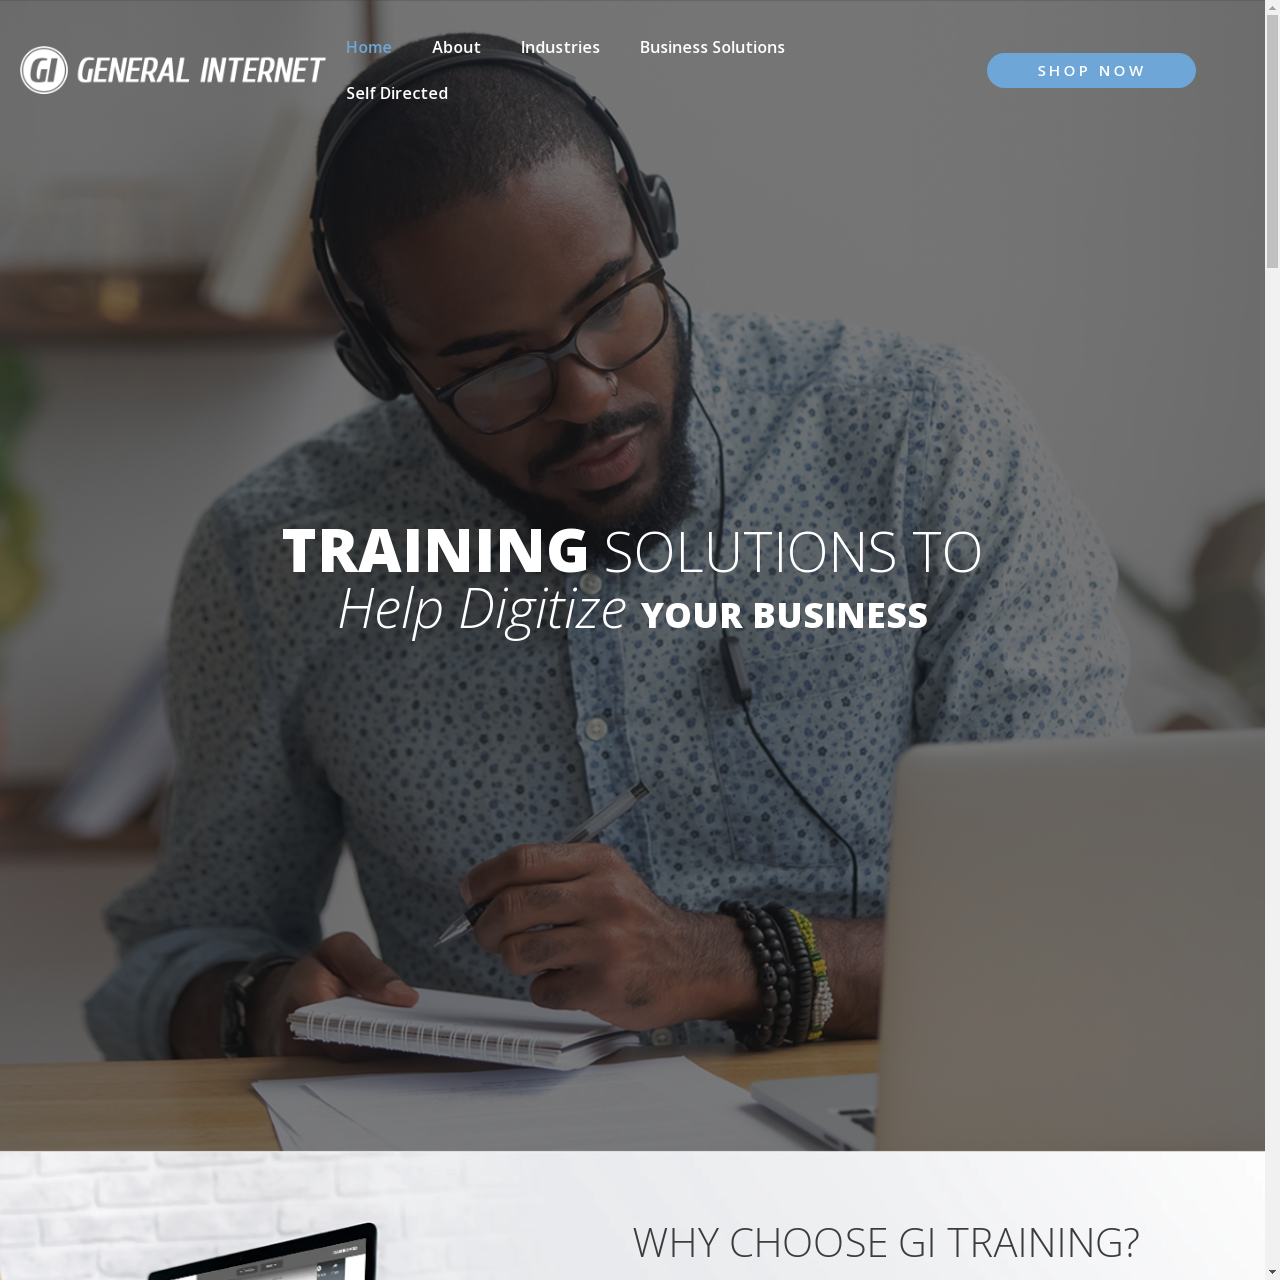 GI GENERAL INTERNET
Home About Industries Business Solutions
Self Directed
SHOP NOW
TRAINING SOLUTIONS TO
Help Digitize YOUR BUSINESS
WHY CHOOSE GI TRAINING?